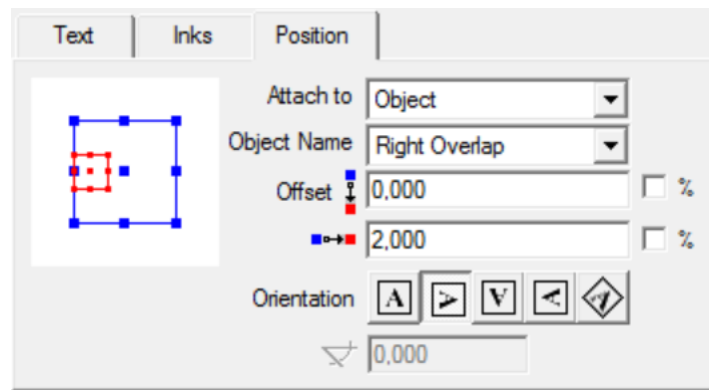 Text Inks Position
Attach to Object
Object Name Right Overlap
Offset 0,000 %
2,000 %
Orientation A A A A A
0,000